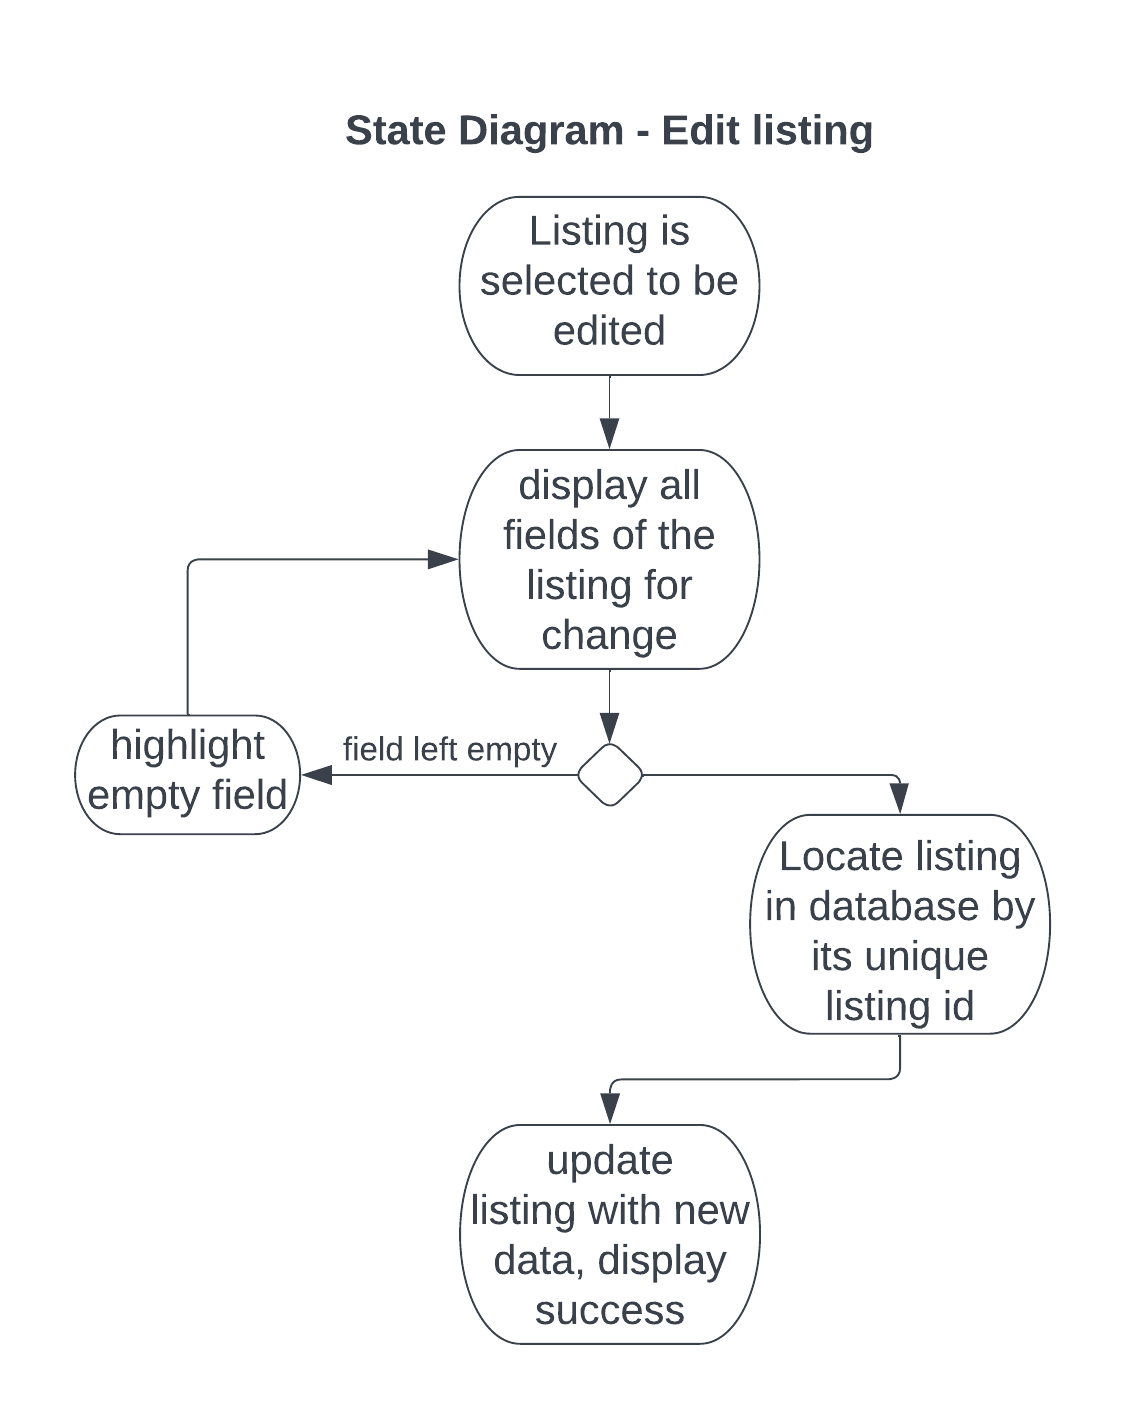 State Diagram - Edit listing
Listing is
selected to be
edited
display all
fields of the
listing for
change
field left empty
highlight
empty field
Locate listing
in database by
its unique
listing id
update
listing with new
data, display
success